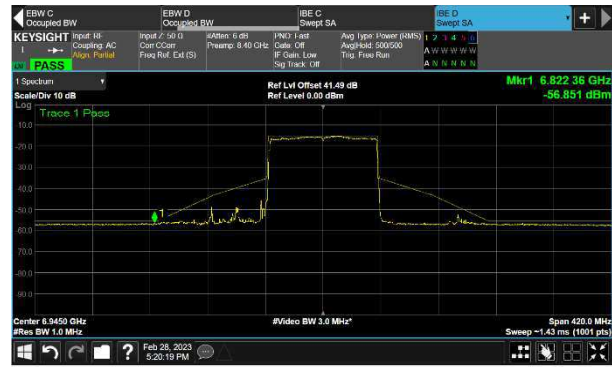 EBW C
Occupied BW
EBW D
Occupied BW
IBE C
Swept SA
IBE D
Swept SA
KEYSIGHT
Input: RF
Coupling: AC
Align: Partial
Input Z: 50 Ω
Corr CCorr
Freq Ref: Ext (S)
#Atten: 6 dB
Preamp: 8.40 GHz
PNO: Fast
Gate: Off
IF Gain: Low
Sig Track: Off
Avg Type: Power (RMS)
Avg|Hold: 500/500
Trig: Free Run
1 2 3 4 5 6
A W W W W W
A N N N N N
PASS
1 Spectrum
Scale/Div 10 dB
Ref Lvl Offset 41.49 dB
Ref Level 0.00 dBm
Mkr1 6.822 36 GHz
-56.851 dBm
Log
Trace 1 Pass
-10.0
-20.0
-30.0
-40.0
-50.0
-60.0
-70.0
-80.0
-90.0
1
Center 6.9450 GHz
#Res BW 1.0 MHz
#Video BW 3.0 MHz*
Span 420.0 MHz
Sweep ~1.43 ms (1001 pts)
Feb 28, 2023
5:20:19 PM